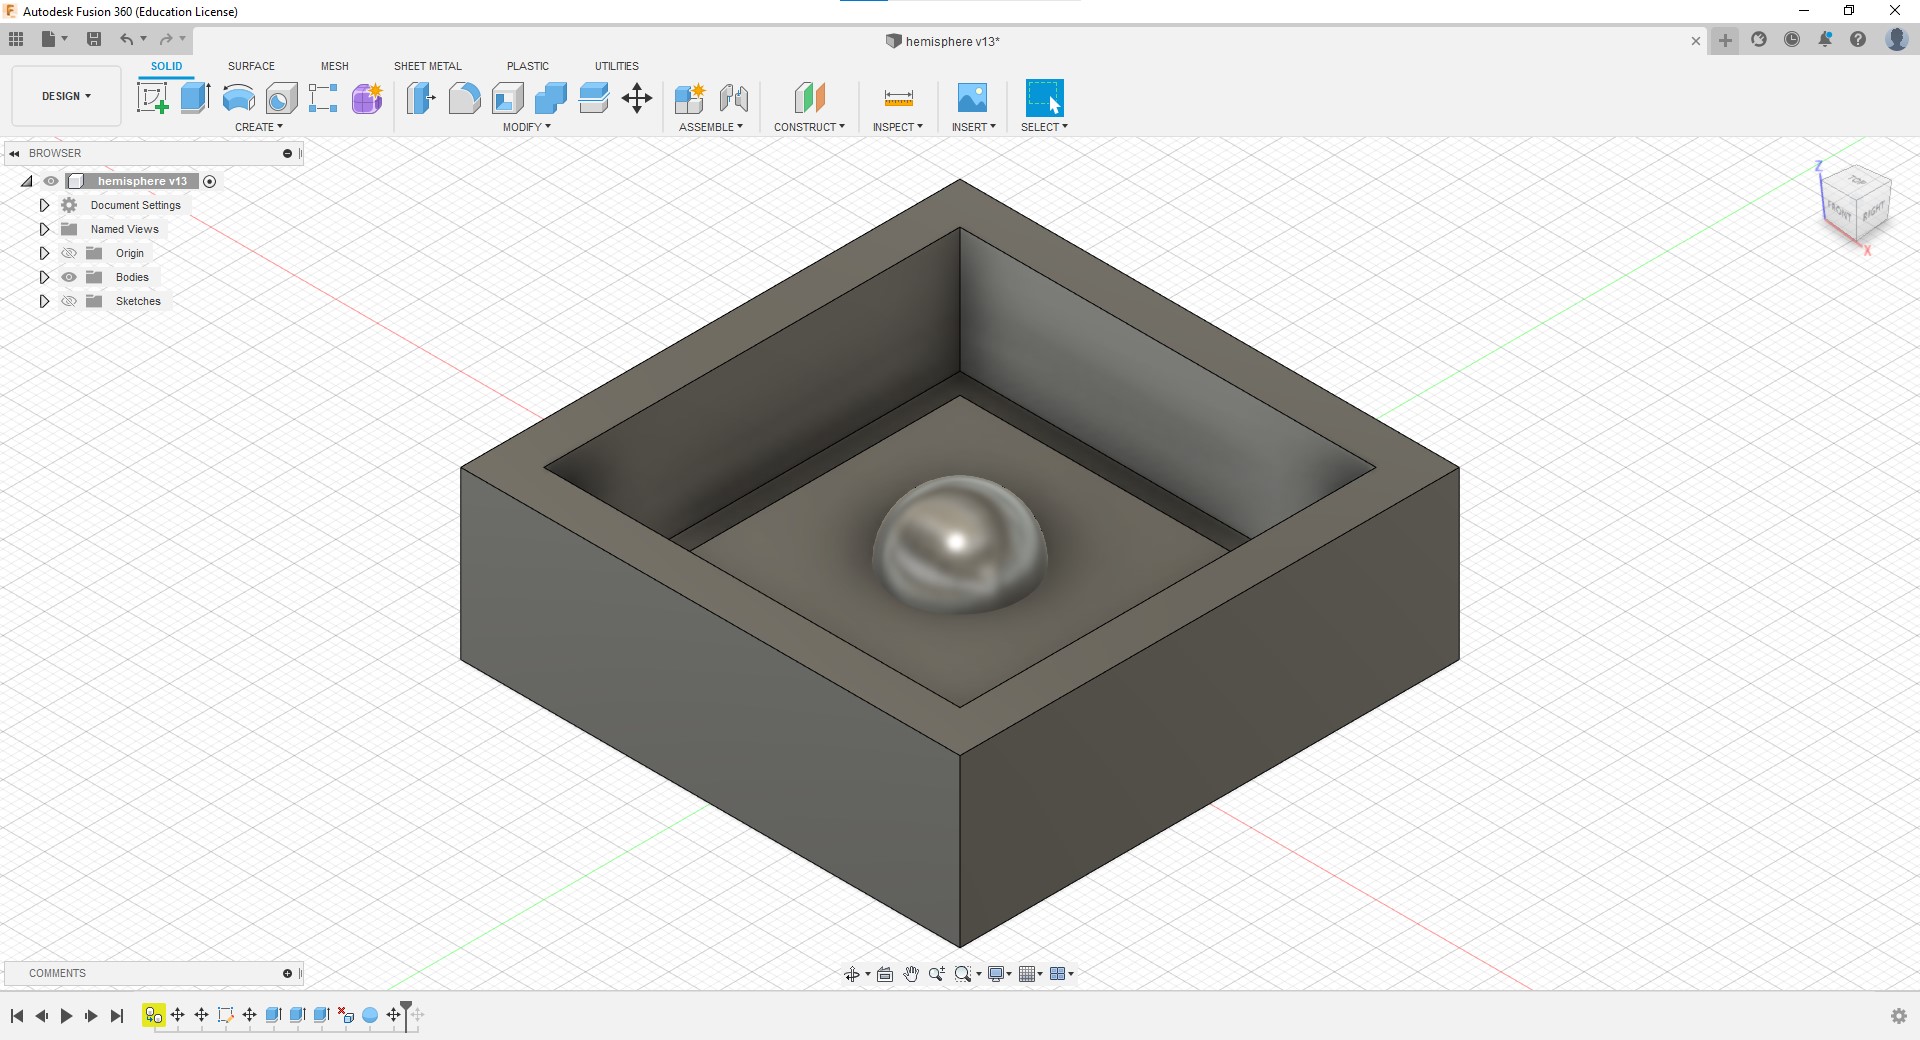 Autodesk Fusion 360 (Education License)
hemisphere v13*
SOLID SURFACE MESH SHEET METAL PLASTIC UTILITIES
DESIGN
CREATE MODIFY ASSEMBLE CONSTRUCT INSPECT INSERT SELECT
BROWSER
hemisphere v13
Document Settings
Named Views
Origin
Bodies
Sketches
Z
TOP
FRONT RIGHT
X
COMMENTS